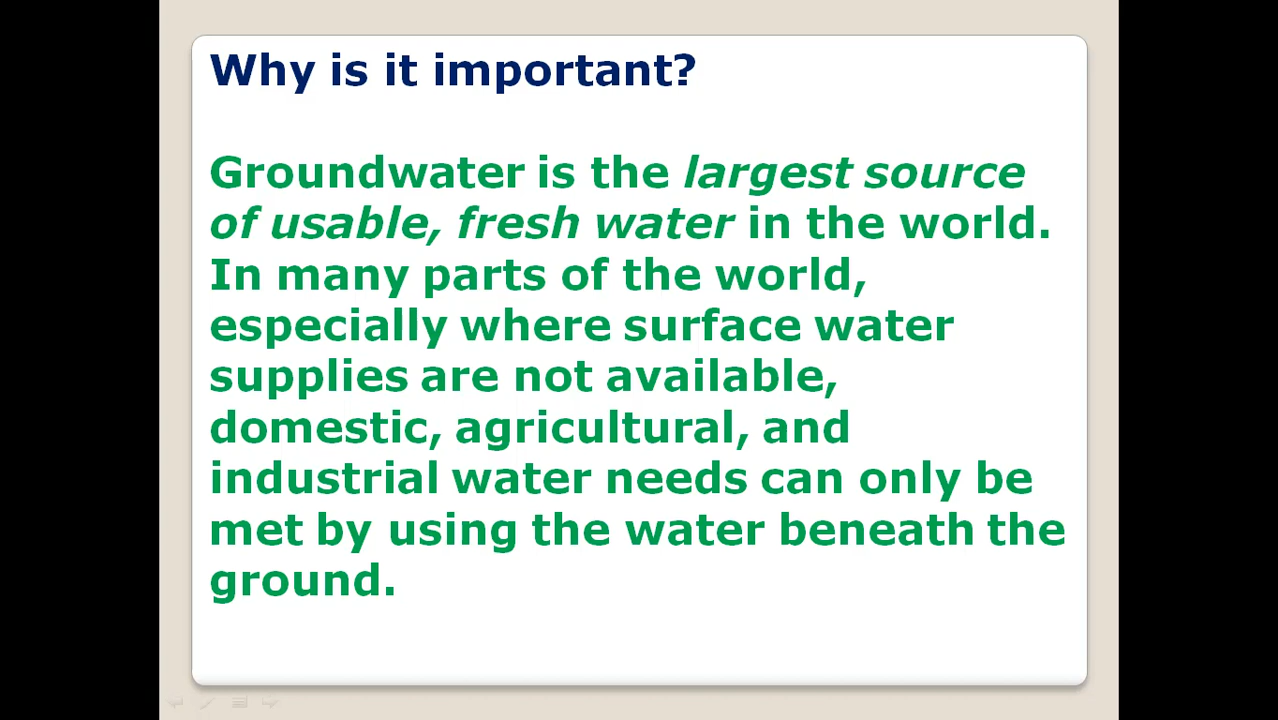 Why is it important?
Groundwater is the largest source
of usable, fresh water in the world.
In many parts of the world,
especially where surface water
supplies are not available,
domestic, agricultural, and
industrial water needs can only be
met by using the water beneath the
ground.